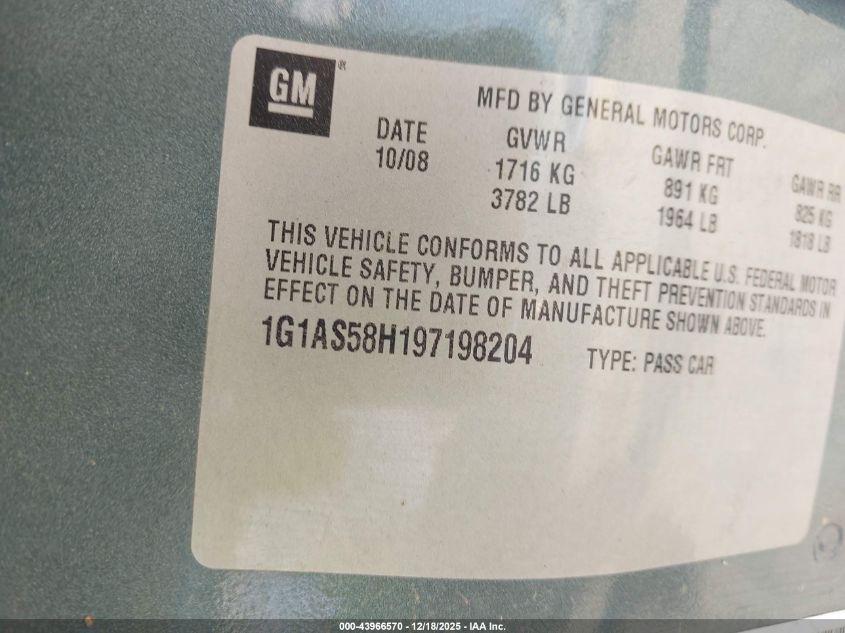 GM®
MFD BY GENERAL MOTORS CORP.
DATE GVWR GAWR FRT GAWR RR
10/08 1716 KG 891 KG 825 KG
3782 LB 1964 LB 1818 LB
THIS VEHICLE CONFORMS TO ALL APPLICABLE U.S. FEDERAL MOTOR
VEHICLE SAFETY, BUMPER, AND THEFT PREVENTION STANDARDS IN
EFFECT ON THE DATE OF MANUFACTURE SHOWN ABOVE.
1G1AS58H197198204 TYPE: PASS CAR
000-43966570 - 12/18/2025 - IAA Inc.